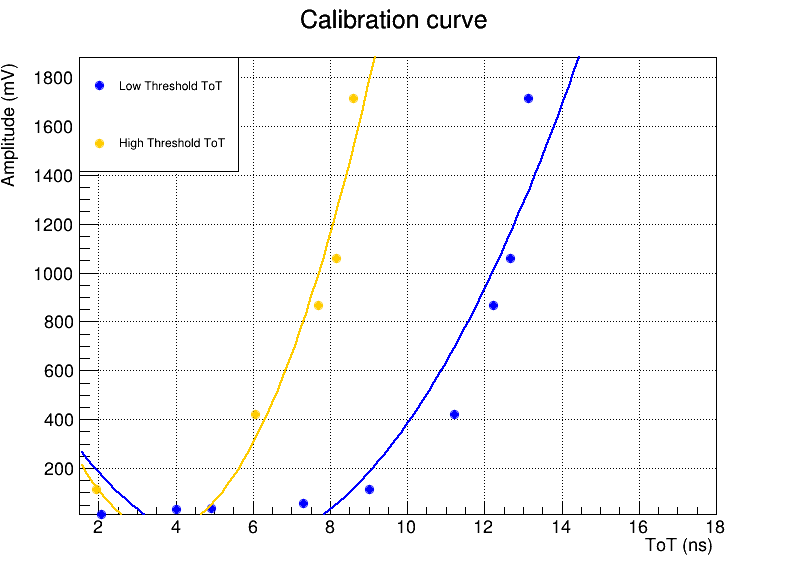 Calibration curve
Amplitude (mV)
Low Threshold ToT
High Threshold ToT
1800
1600
1400
1200
1000
800
600
400
200
2 4 6 8 10 12 14 16 18
ToT (ns)